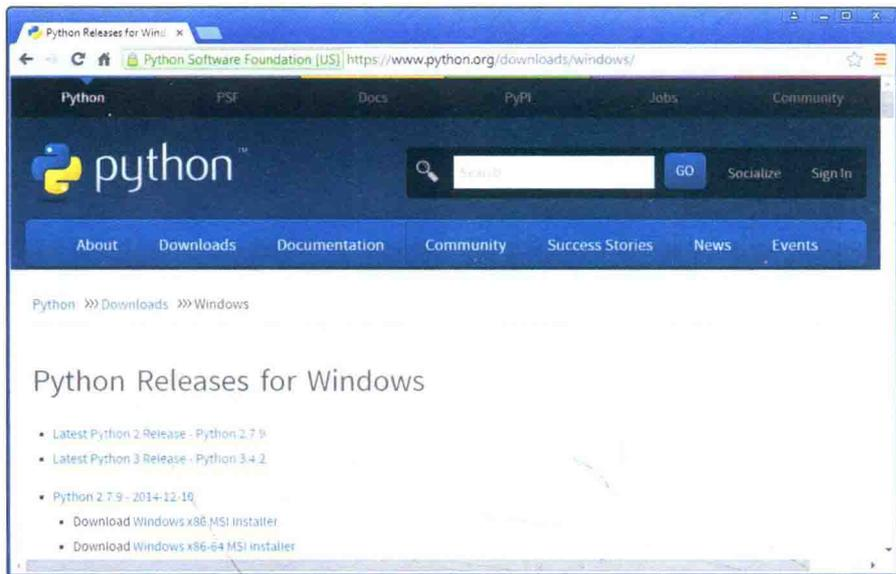 Python Releases for Wind
Python Software Foundation [US] https://www.python.org/downloads/windows/
Python PSF Docs PyPI Jobs Community
python™
Search GO Socialize Sign In
About Downloads Documentation Community Success Stories News Events
Python »» Downloads »» Windows
Python Releases for Windows
• Latest Python 2 Release - Python 2.7.9
• Latest Python 3 Release - Python 3.4.2
• Python 2.7.9 - 2014-12-10
• Download Windows x86 MSI installer
• Download Windows x86-64 MSI installer